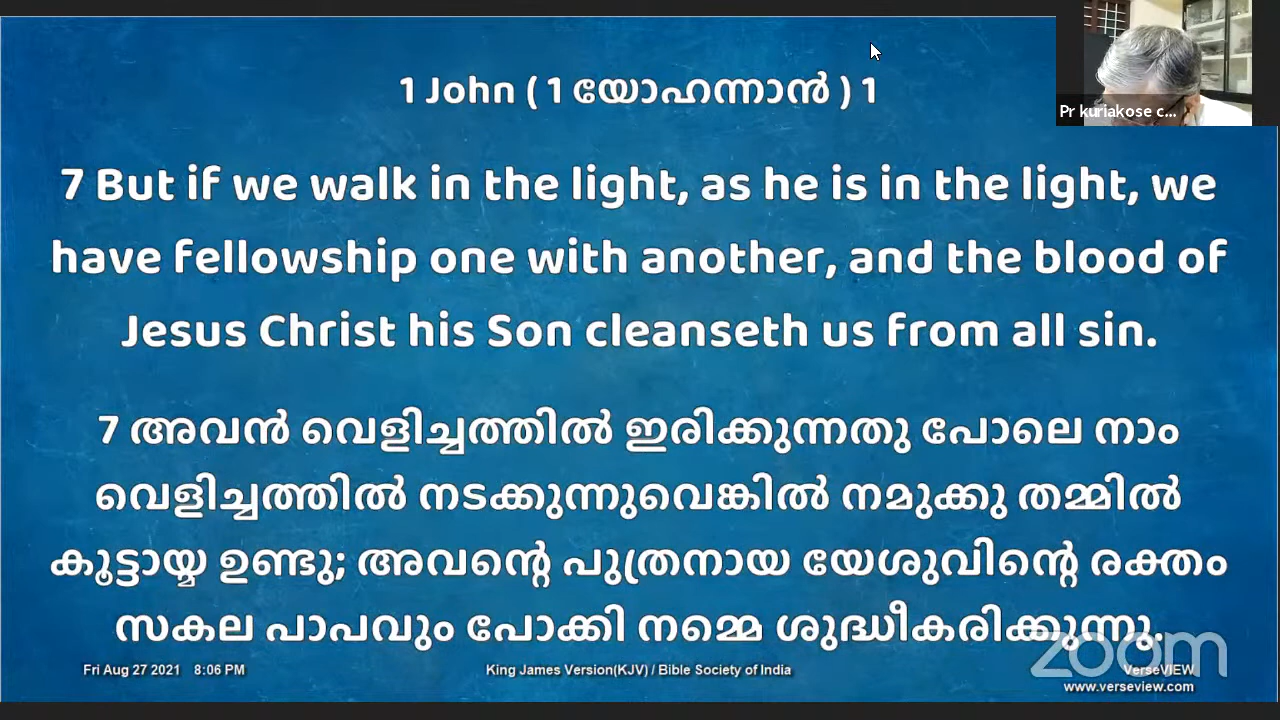 1 John ( 1 യോഹന്നാൻ ) 1
Pr kuriakose c...
7 But if we walk in the light, as he is in the light, we
have fellowship one with another, and the blood of
Jesus Christ his Son cleanseth us from all sin.
7 അവൻ വെളിച്ചത്തിൽ ഇരിക്കുന്നതു പോലെ നാം
വെളിച്ചത്തിൽ നടക്കുന്നുവെങ്കിൽ നമുക്കു തമ്മിൽ
കൂട്ടായ്മ ഉണ്ടു; അവന്റെ പുത്രനായ യേശുവിന്റെ രക്തം
സകല പാപവും പോക്കി നമ്മെ ശുദ്ധീകരിക്കുന്നു.
zoom
Fri Aug 27 2021 8:06 PM King James Version(KJV) / Bible Society of India VerseVIEW
www.verseview.com